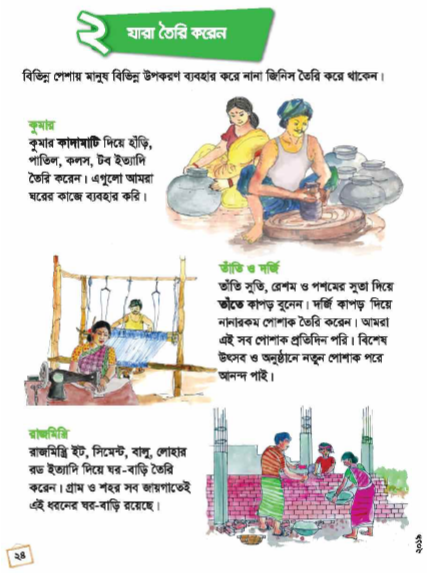 ২ যারা তৈরি করেন
বিভিন্ন পেশায় মানুষ বিভিন্ন উপকরণ ব্যবহার করে নানা জিনিস তৈরি করে থাকেন।
কুমার
কুমার কাদামাটি দিয়ে হাঁড়ি,
পাতিল, কলস, টব ইত্যাদি
তৈরি করেন। এগুলো আমরা
ঘরের কাজে ব্যবহার করি।
তাঁতি ও দর্জি
তাঁতি সুতি, রেশম ও পশমের সুতা দিয়ে
তাঁতে কাপড় বুনেন। দর্জি কাপড় দিয়ে
নানারকম পোশাক তৈরি করেন। আমরা
এই সব পোশাক প্রতিদিন পরি। বিশেষ
উৎসব ও অনুষ্ঠানে নতুন পোশাক পরে
আনন্দ পাই।
রাজমিস্ত্রি
রাজমিস্ত্রি ইট, সিমেন্ট, বালু, লোহার
রড ইত্যাদি দিয়ে ঘর-বাড়ি তৈরি
করেন। গ্রাম ও শহর সব জায়গাতেই
এই ধরনের ঘর-বাড়ি রয়েছে।
২৪
২০১৯